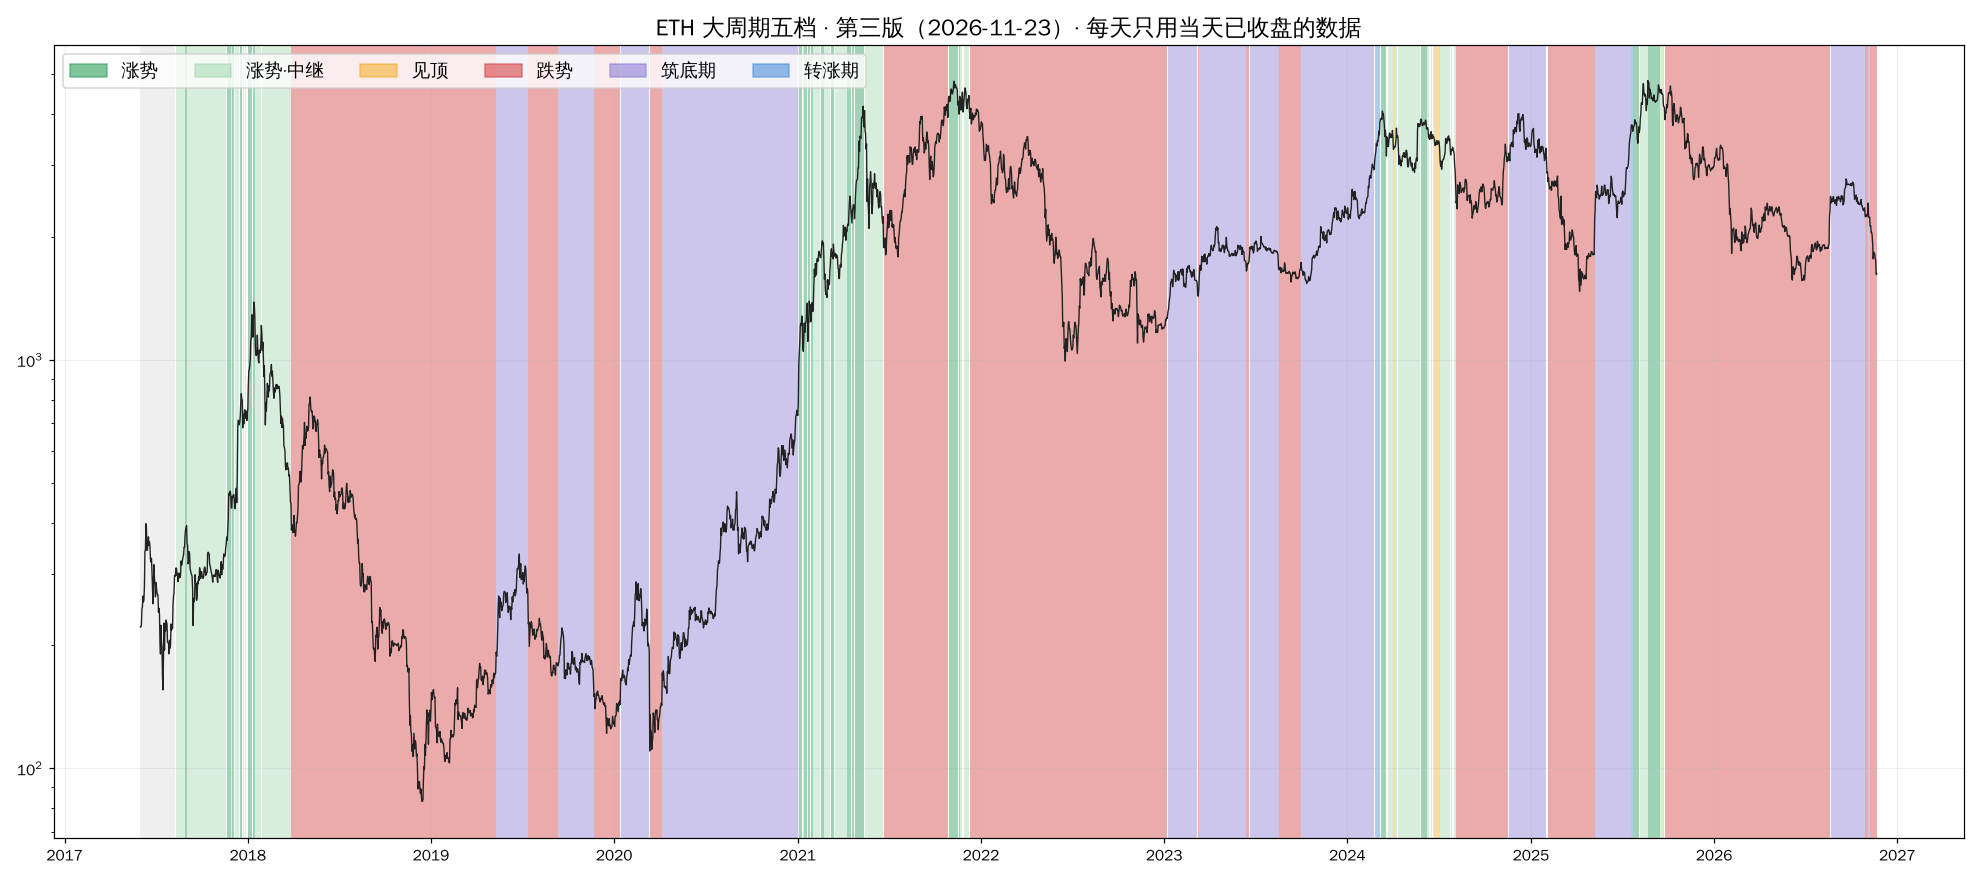 ETH 大周期五档 · 第三版（2026-11-23）· 每天只用当天已收盘的数据
涨势 涨势·中继 见顶 跌势 筑底期 转涨期
10³
10²
2017 2018 2019 2020 2021 2022 2023 2024 2025 2026 2027